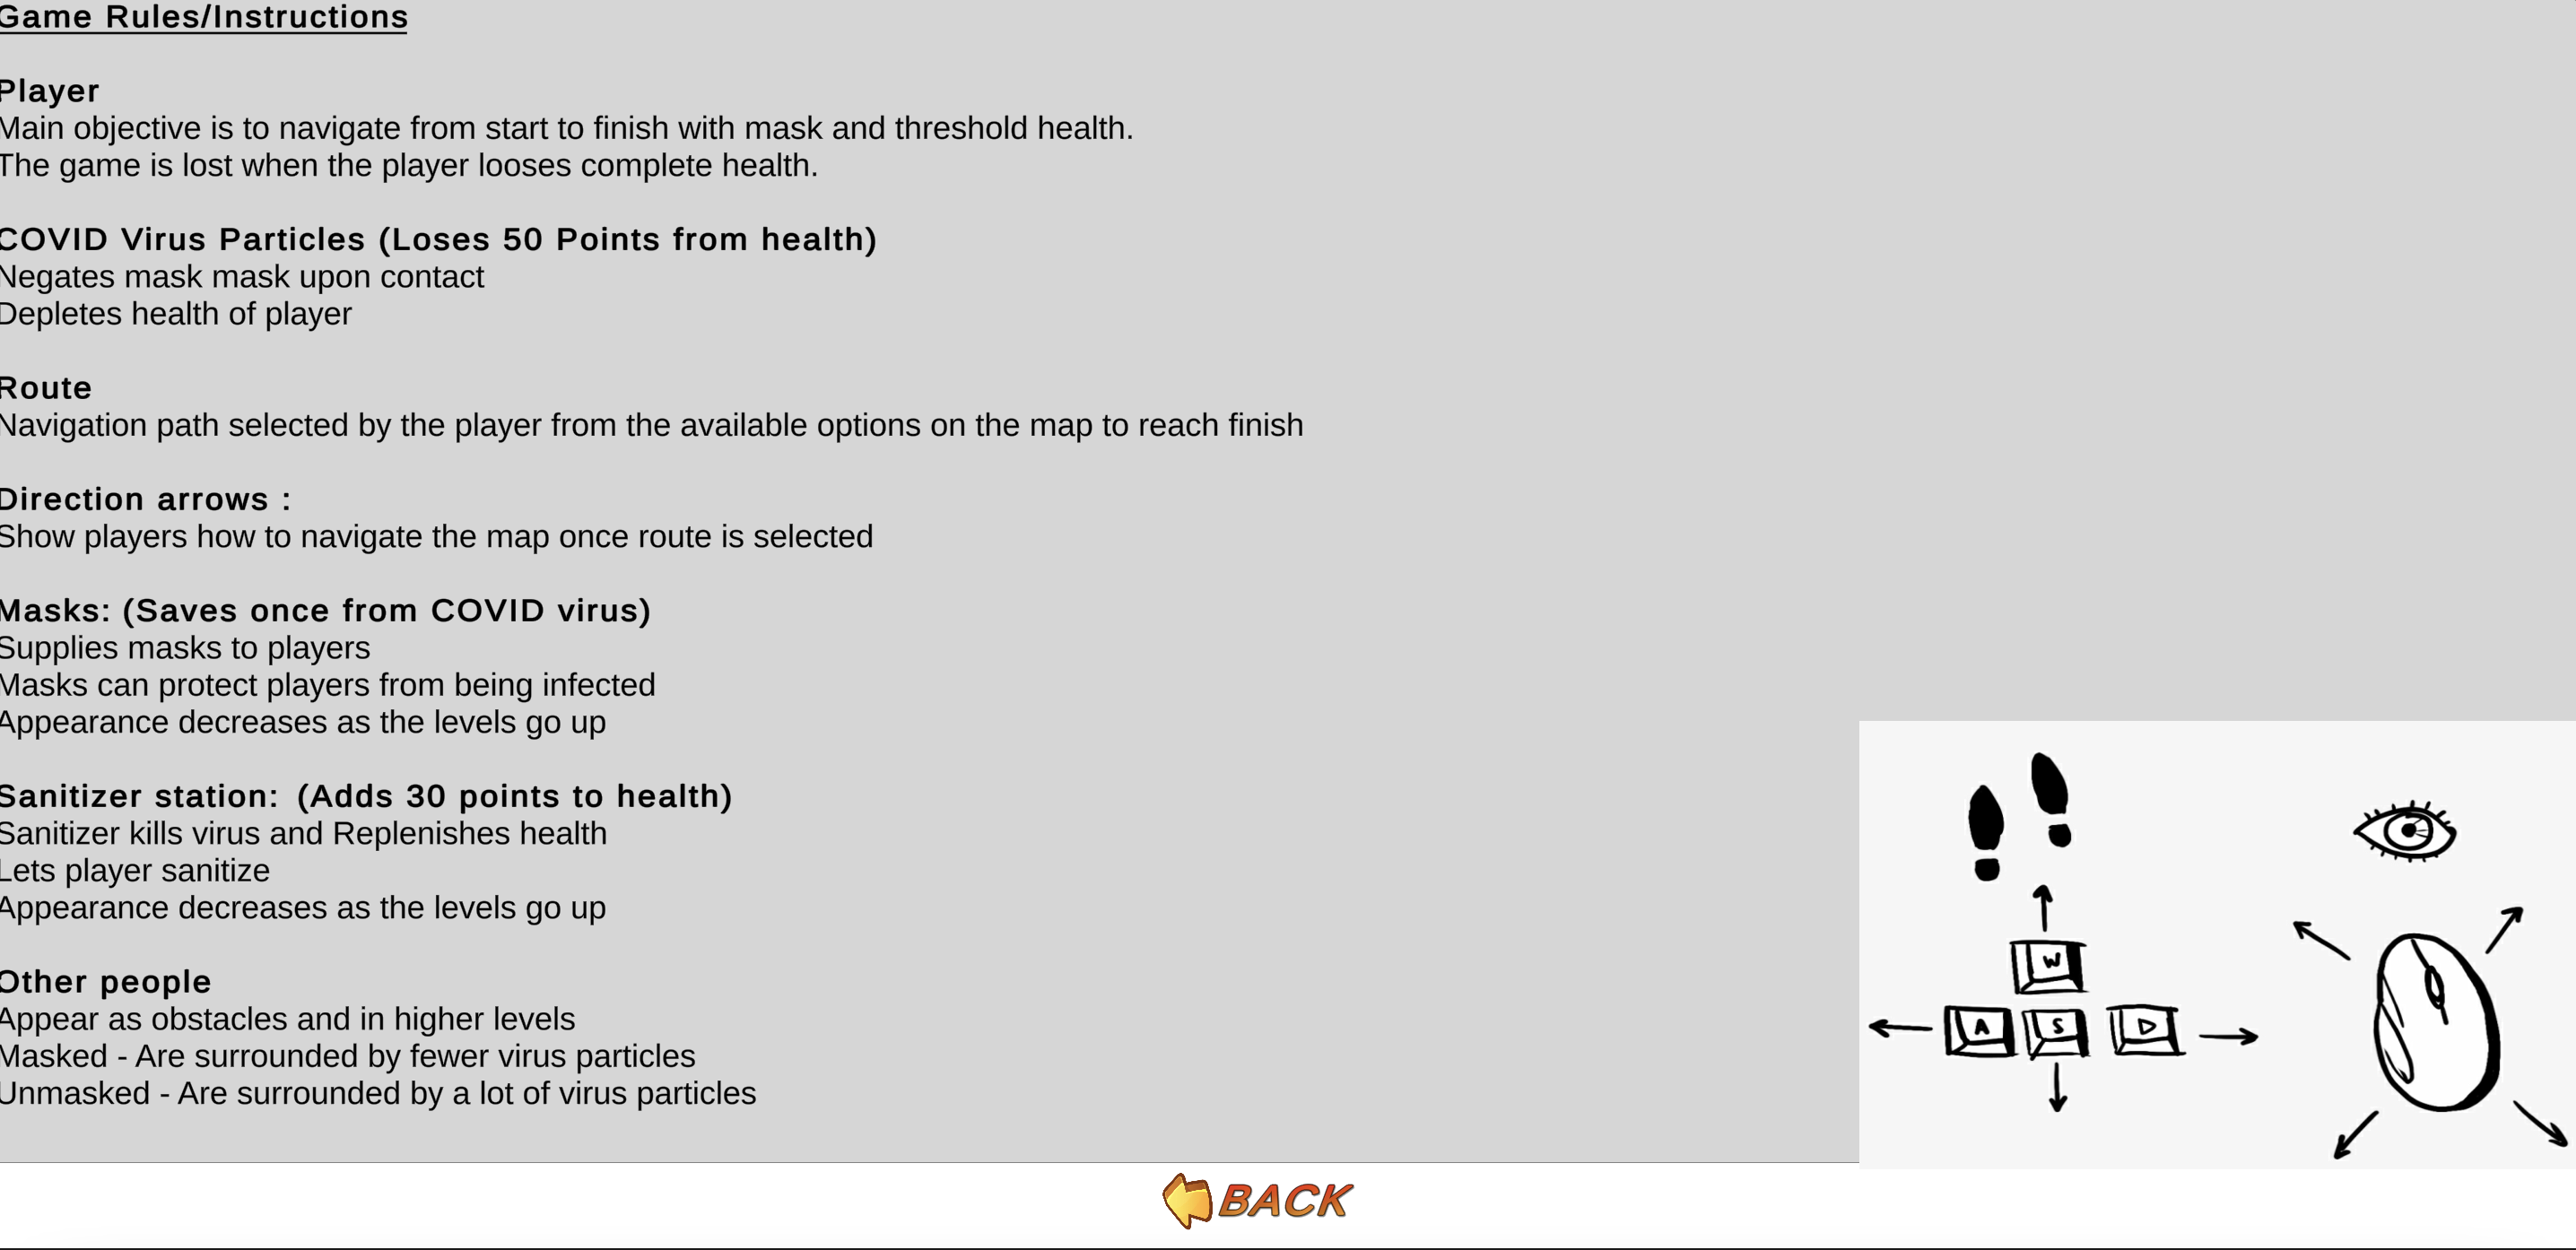 Game Rules/Instructions
Player
Main objective is to navigate from start to finish with mask and threshold health.
The game is lost when the player looses complete health.
COVID Virus Particles (Loses 50 Points from health)
Negates mask mask upon contact
Depletes health of player
Route
Navigation path selected by the player from the available options on the map to reach finish
Direction arrows :
Show players how to navigate the map once route is selected
Masks: (Saves once from COVID virus)
Supplies masks to players
Masks can protect players from being infected
Appearance decreases as the levels go up
Sanitizer station: (Adds 30 points to health)
Sanitizer kills virus and Replenishes health
Lets player sanitize
Appearance decreases as the levels go up
Other people
Appear as obstacles and in higher levels
Masked - Are surrounded by fewer virus particles
Unmasked - Are surrounded by a lot of virus particles
W
A S D
BACK